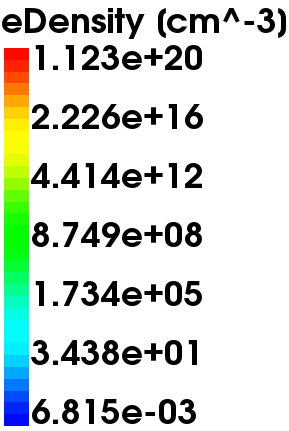 eDensity (cm^-3)
1.123e+20
2.226e+16
4.414e+12
8.749e+08
1.734e+05
3.438e+01
6.815e-03